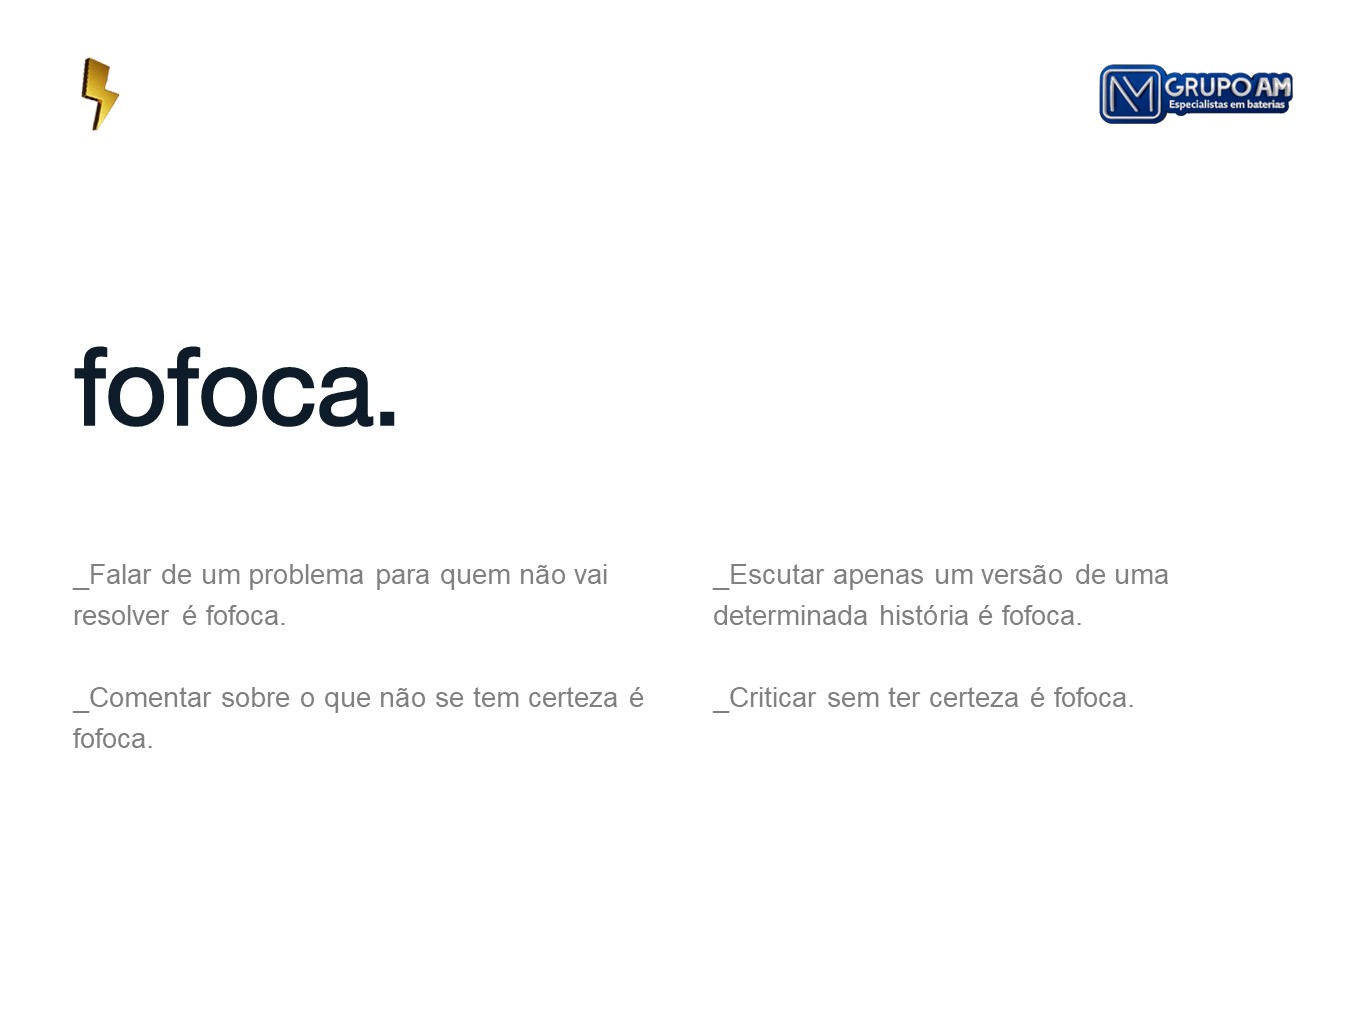 GRUPO AM
Especialistas em baterias
fofoca.
_Falar de um problema para quem não vai
resolver é fofoca.
_Comentar sobre o que não se tem certeza é
fofoca.
_Escutar apenas um versão de uma
determinada história é fofoca.
_Criticar sem ter certeza é fofoca.